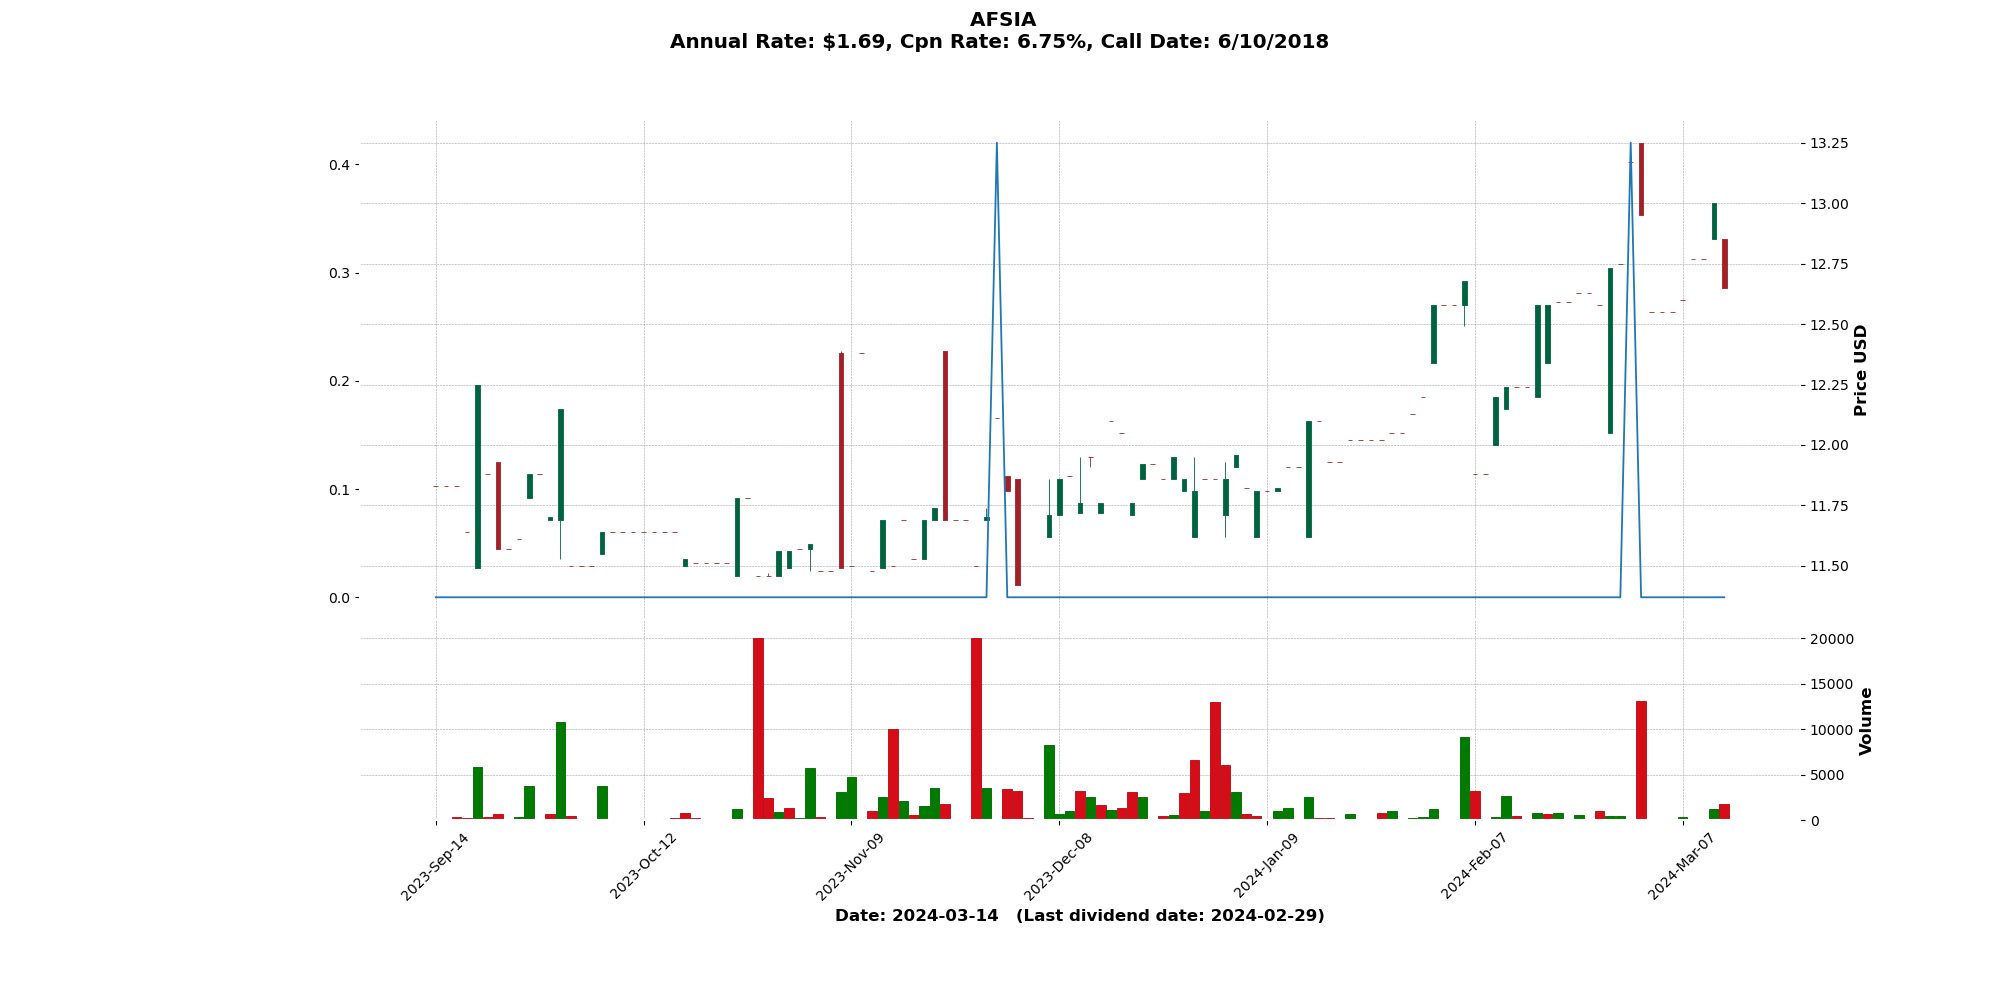 AFSIA
Annual Rate: $1.69, Cpn Rate: 6.75%, Call Date: 6/10/2018
0.4
0.3
0.2
0.1
0.0
13.25
13.00
12.75
12.50
12.25
12.00
11.75
11.50
Price USD
20000
15000
10000
5000
0
Volume
2023-Sep-14
2023-Oct-12
2023-Nov-09
2023-Dec-08
2024-Jan-09
2024-Feb-07
2024-Mar-07
Date: 2024-03-14   (Last dividend date: 2024-02-29)